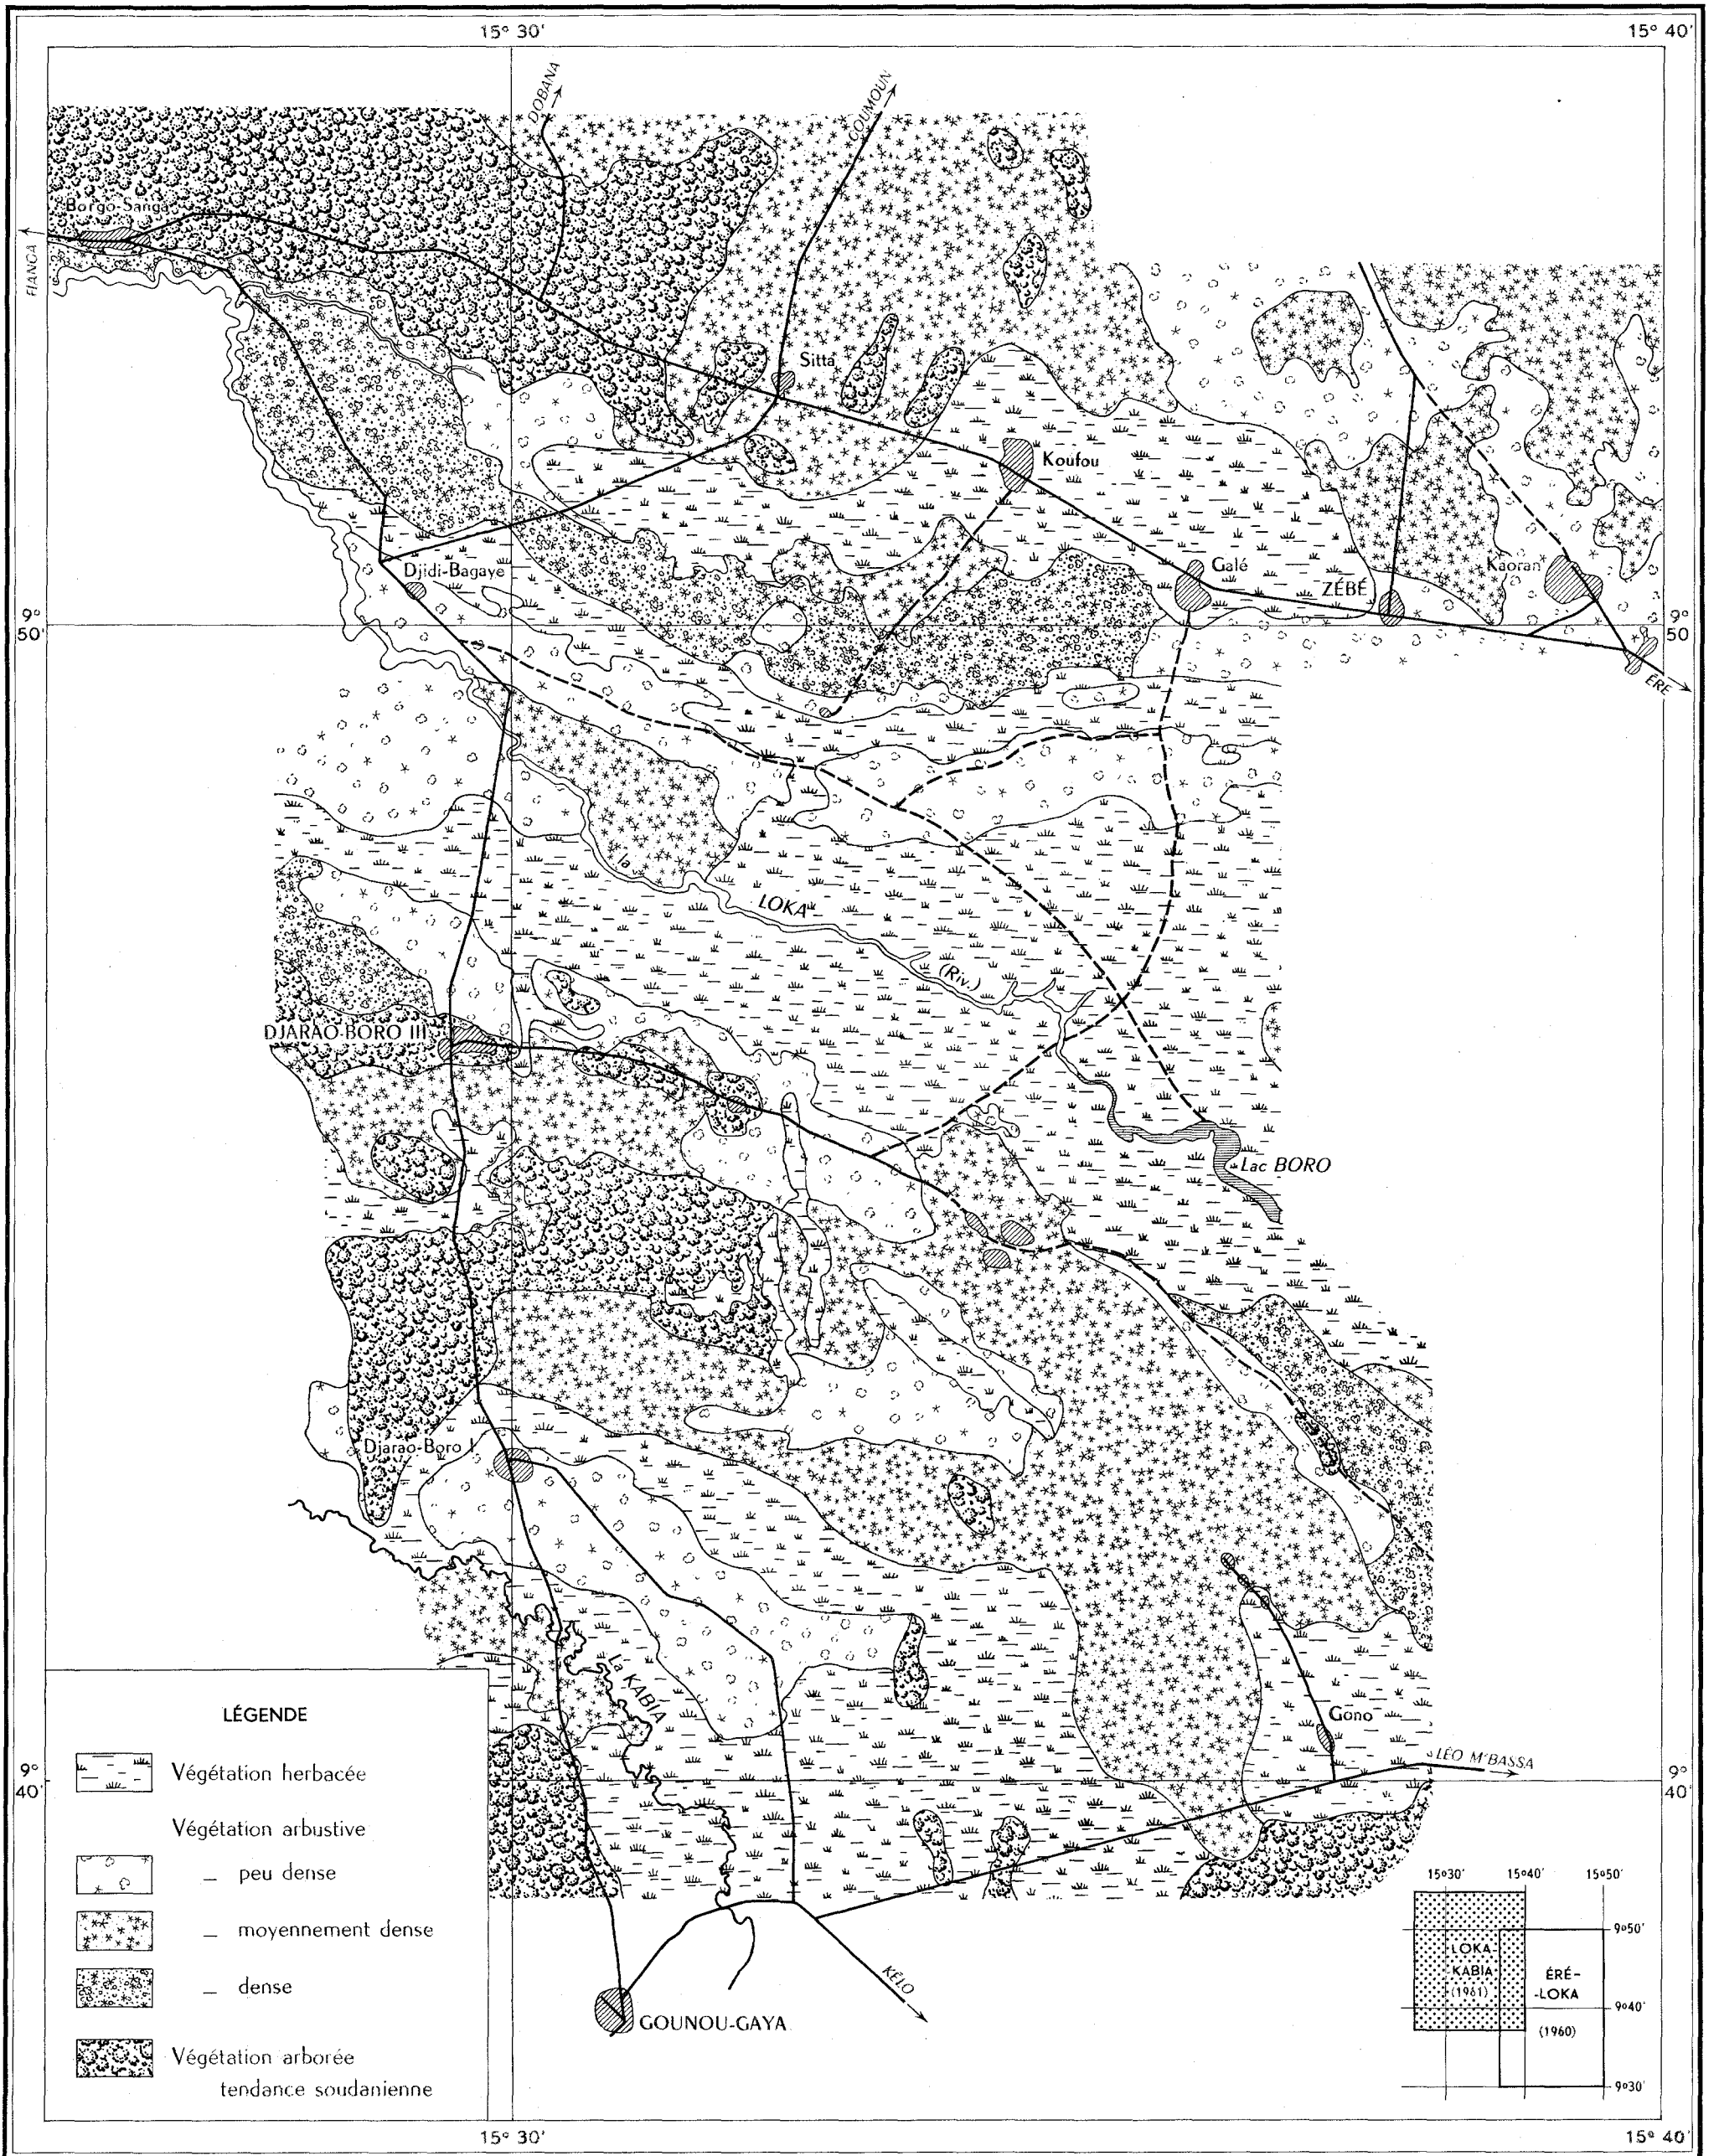 15° 30'
15° 40'
DOBANA
COUMOUN
Borgo-Sanga
FIANGA
Sitta
Koufou
Djidi-Bagaye
Galé
ZÉBÉ
Kaoran
9°
50'
9°
50'
ERE
la
LOKA
(Riv.)
DJARAO-BORO III
Lac BORO
Djarao-Boro I
La KABIA
Gono
LÉO M'BASSA
9°
40'
9°
40'
LÉGENDE
Végétation herbacée
Végétation arbustive
— peu dense
— moyennement dense
— dense
Végétation arborée
tendance soudanienne
KÉLO
GOUNOU-GAYA
15°30' 15°40' 15°50'
9°50'
LOKA-
KABIA
(1961)
ÉRÉ-
-LOKA
(1960)
9°40'
9°30'
15° 30'
15° 40'